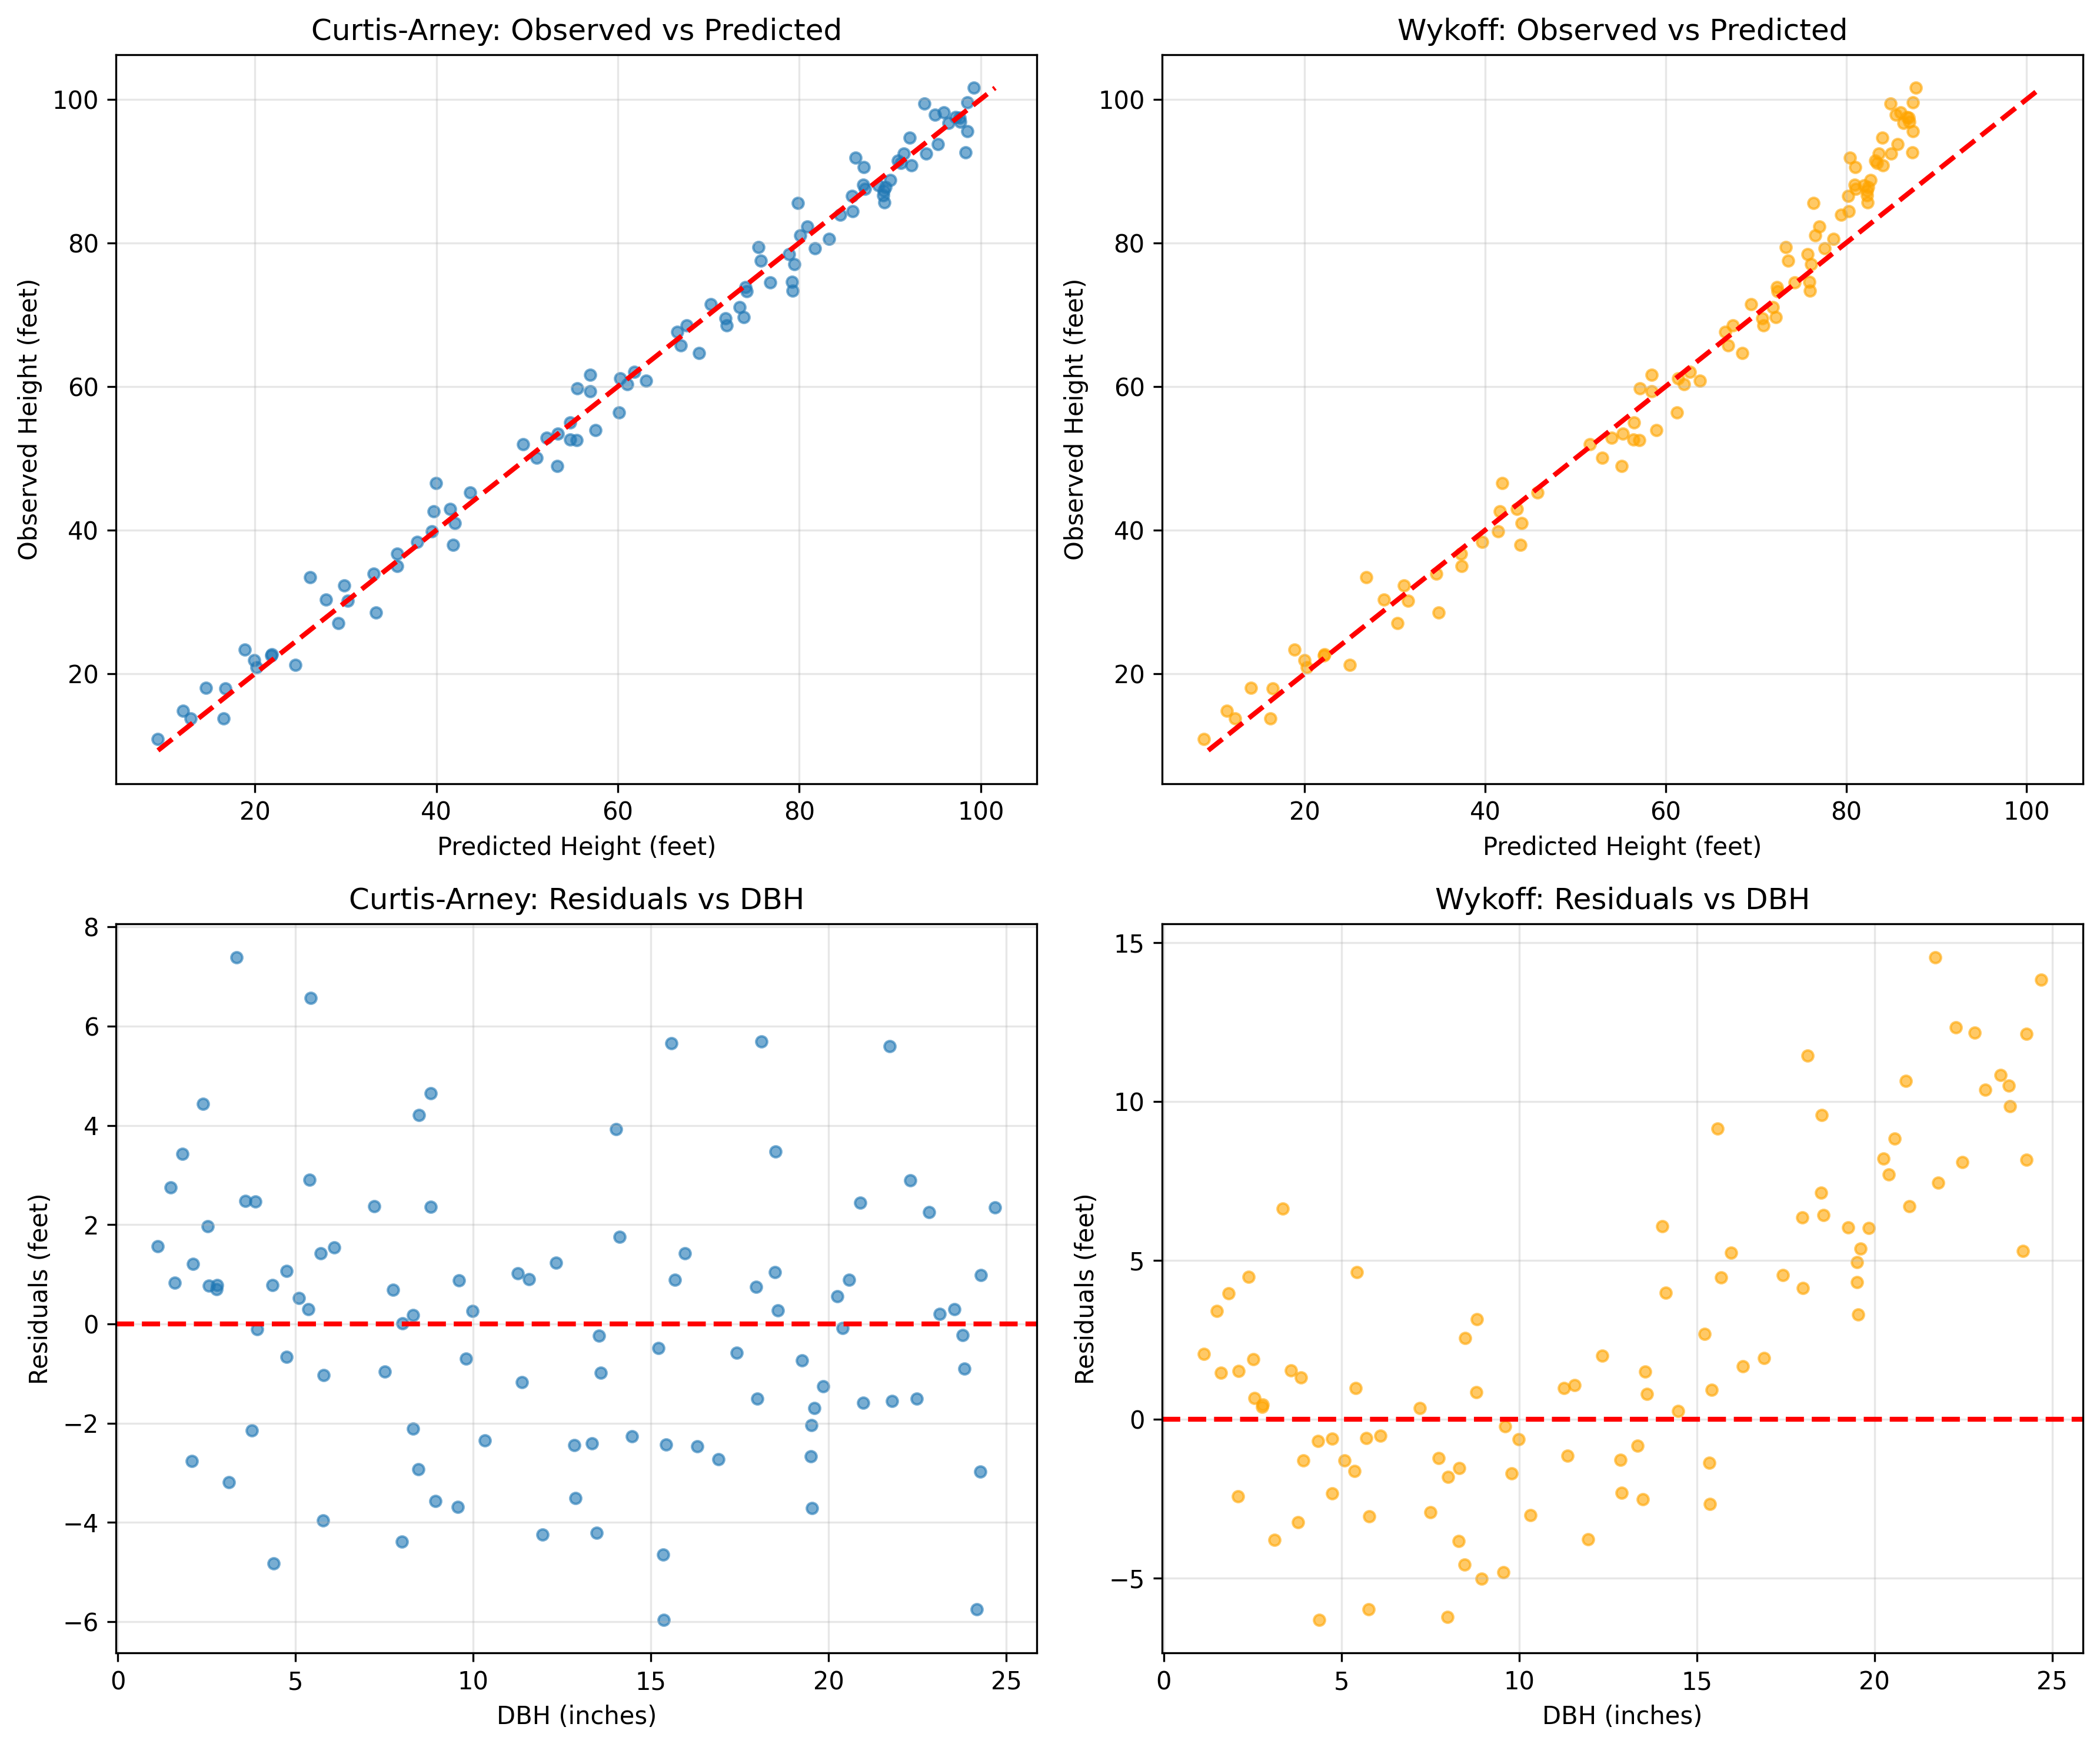 Curtis-Arney: Observed vs Predicted
100
80
60
40
20
Observed Height (feet)
20 40 60 80 100
Predicted Height (feet)
Wykoff: Observed vs Predicted
100
80
60
40
20
Observed Height (feet)
20 40 60 80 100
Predicted Height (feet)
Curtis-Arney: Residuals vs DBH
8
6
4
2
0
−2
−4
−6
Residuals (feet)
0 5 10 15 20 25
DBH (inches)
Wykoff: Residuals vs DBH
15
10
5
0
−5
Residuals (feet)
0 5 10 15 20 25
DBH (inches)